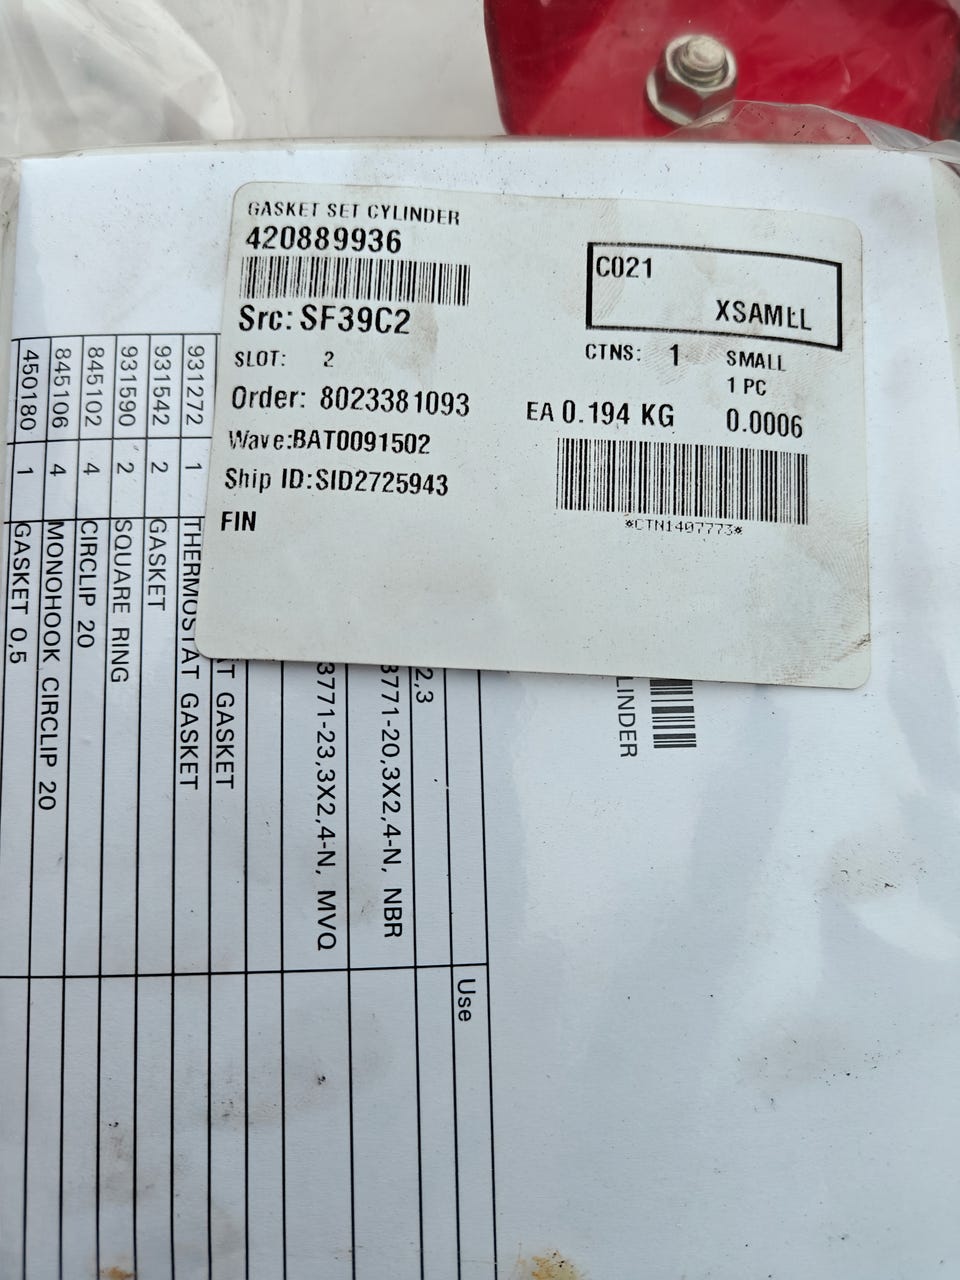 GASKET SET CYLINDER
420889936
Src: SF39C2
SLOT: 2
Order: 8023381093
Wave:BAT0091502
Ship ID:SID2725943
FIN
C021
XSAMLL
CTNS: 1 SMALL
1 PC
EA 0.194 KG 0.0006
*CTN1407773*
LINDER
Use
2,3
3771-20,3X2,4-N, NBR
3771-23,3X2,4-N, MVQ
AT GASKET
931272 1 THERMOSTAT GASKET
931542 2 GASKET
931590 2 SQUARE RING
845102 4 CIRCLIP 20
845106 4 MONOHOOK CIRCLIP 20
450180 1 GASKET 0,5